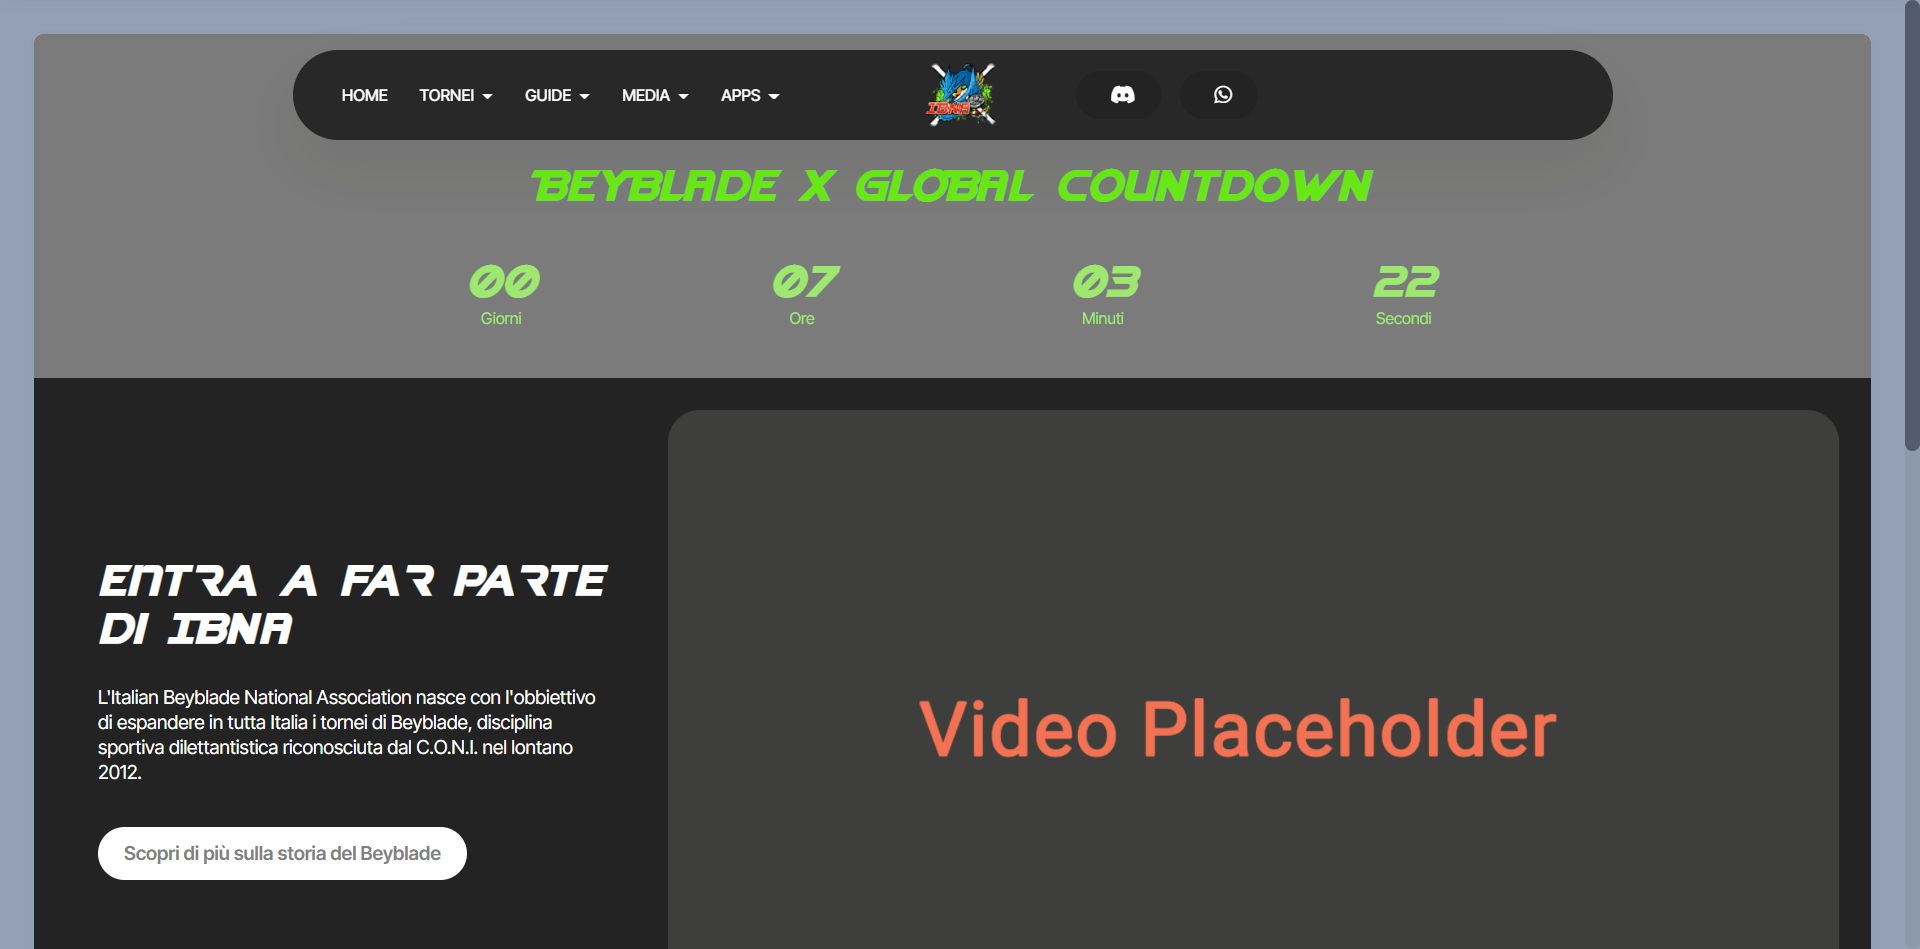 HOME TORNEI GUIDE MEDIA APPS IBNA
BEYBLADE X GLOBAL COUNTDOWN
00 07 03 22
Giorni Ore Minuti Secondi
ENTRA A FAR PARTE
DI IBNA
L'Italian Beyblade National Association nasce con l'obbiettivo
di espandere in tutta Italia i tornei di Beyblade, disciplina
sportiva dilettantistica riconosciuta dal C.O.N.I. nel lontano
2012.
Scopri di più sulla storia del Beyblade
Video Placeholder